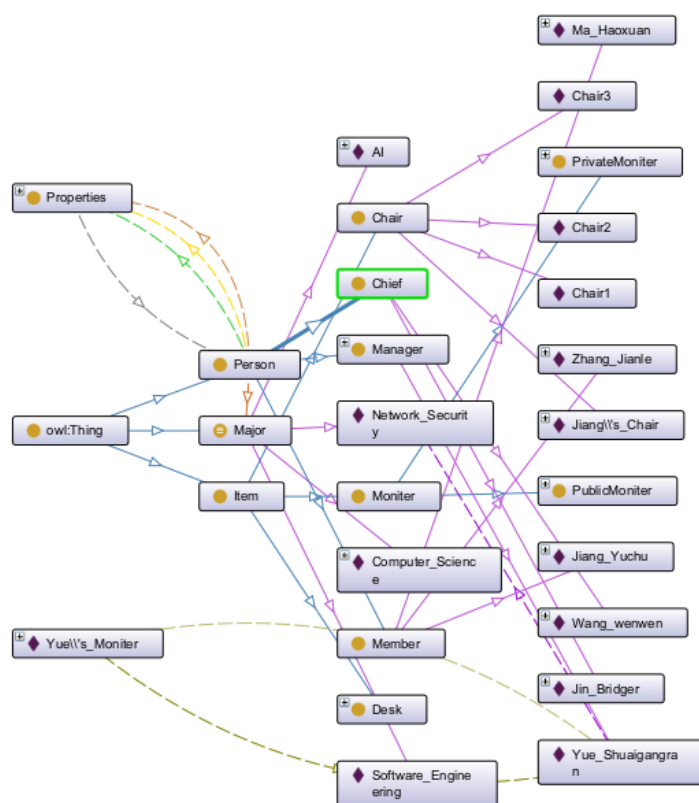 Ma_Haoxuan
Chair3
AI
PrivateMoniter
Properties
Chair
Chair2
Chief
Chair1
Person
Manager
Zhang_Jianle
owl:Thing
Major
Network_Securit
y
Jiang\\'s_Chair
Item
Moniter
PublicMoniter
Computer_Scienc
e
Jiang_Yuchu
Yue\\'s_Moniter
Member
Wang_wenwen
Desk
Jin_Bridger
Software_Engine
ering
Yue_Shuaigangra
n